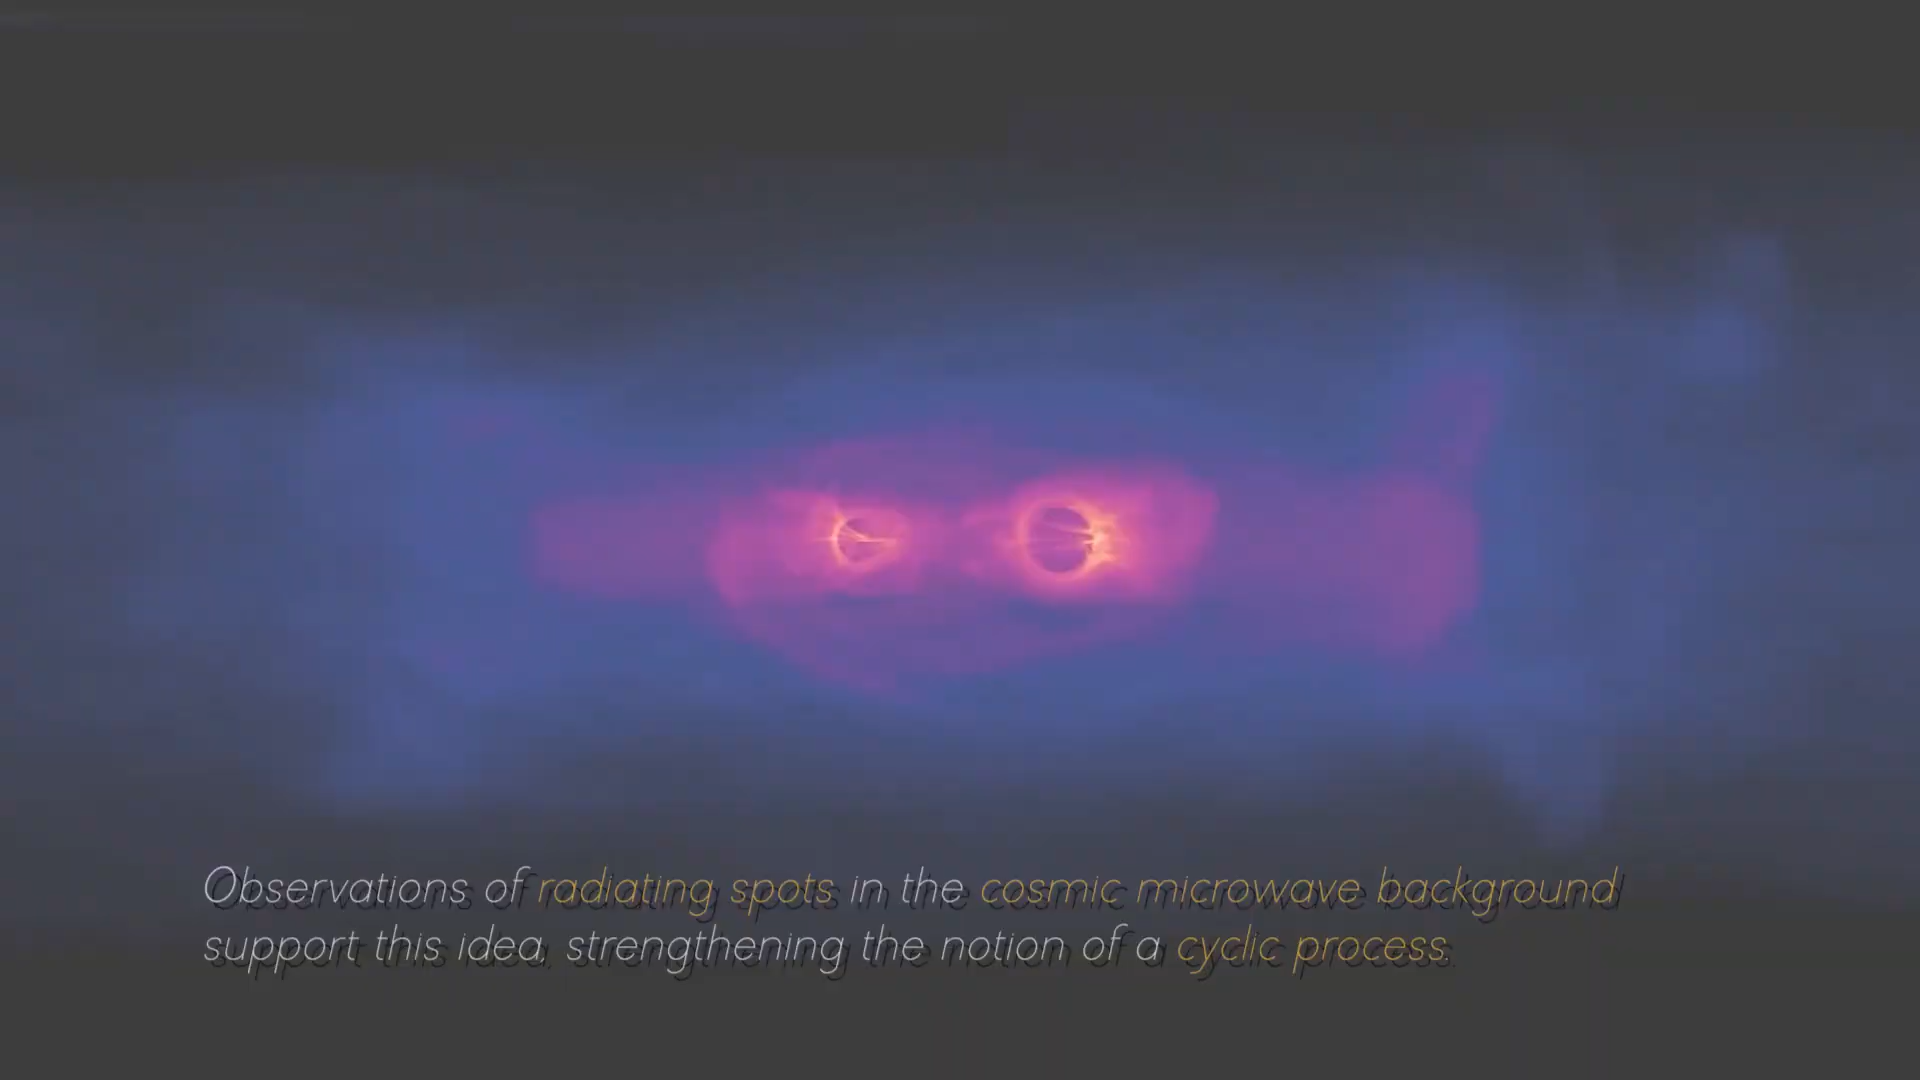 Observations of radiating spots in the cosmic microwave background
support this idea, strengthening the notion of a cyclic process.